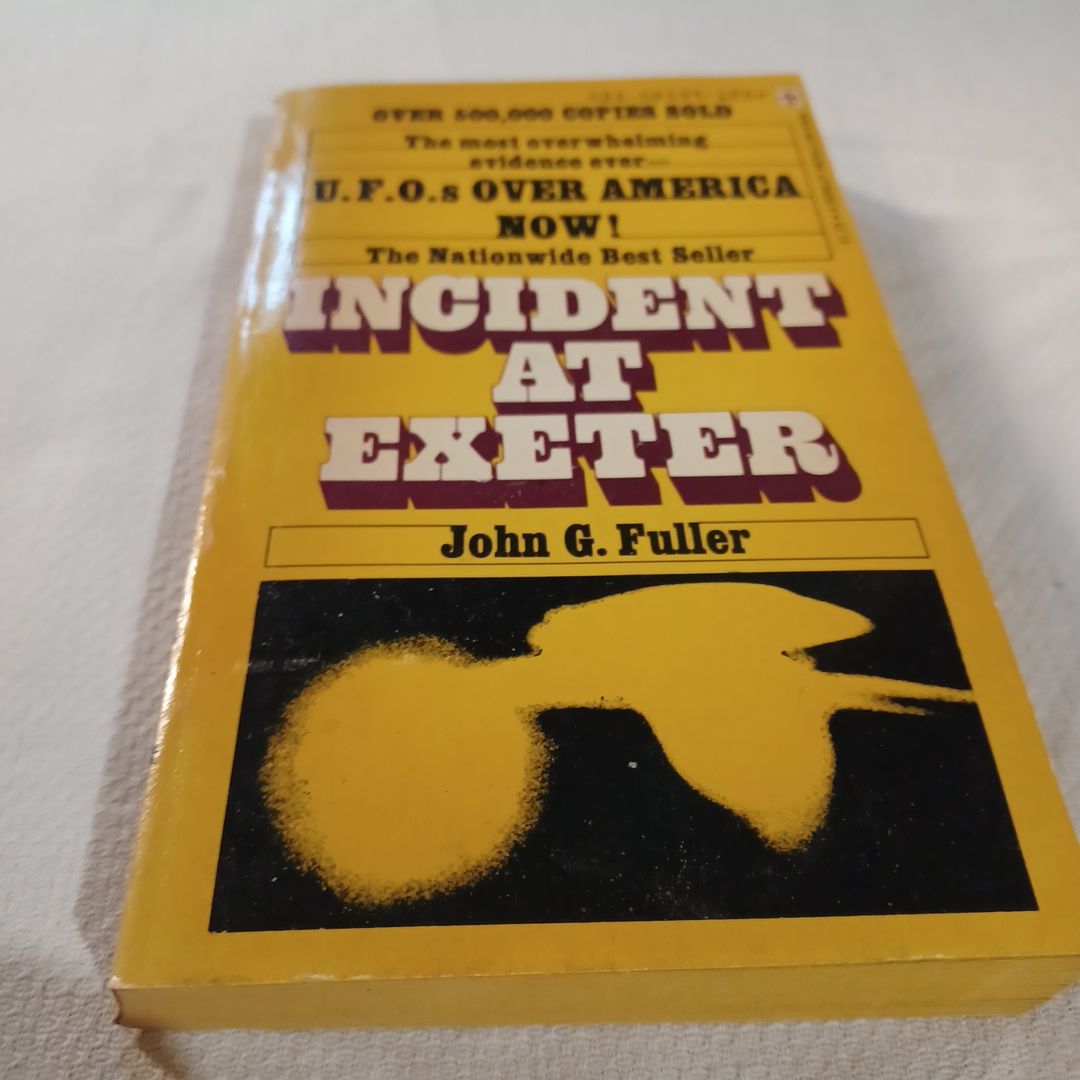 OVER 500,000 COPIES SOLD
The most overwhelming
evidence ever—
U.F.O.s OVER AMERICA
NOW!
The Nationwide Best Seller
INCIDENT
AT
EXETER
John G. Fuller